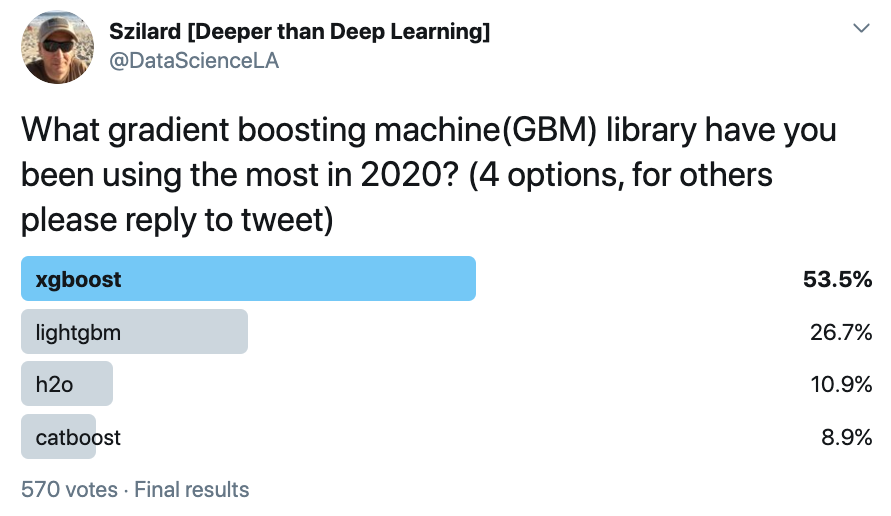 Szilard [Deeper than Deep Learning]
@DataScienceLA
What gradient boosting machine(GBM) library have you
been using the most in 2020? (4 options, for others
please reply to tweet)
xgboost 53.5%
lightgbm 26.7%
h2o 10.9%
catboost 8.9%
570 votes · Final results